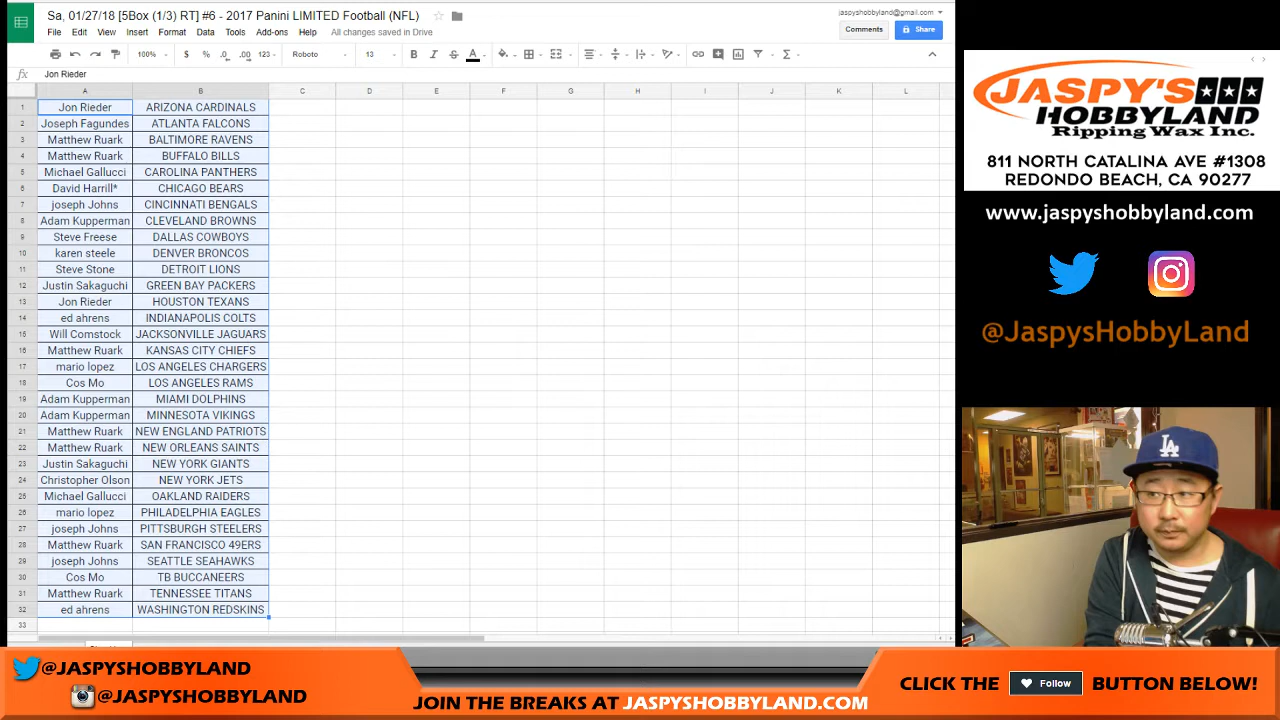 Sa, 01/27/18 [5Box (1/3) RT] #6 - 2017 Panini LIMITED Football (NFL)
jaspyshobbyland@gmail.com
File Edit View Insert Format Data Tools Add-ons Help All changes saved in Drive
Comments
Share
100% $ % .0 .00 123 Roboto 13 B I S A
fx Jon Rieder
A B C D E F G H I J K L
1 Jon Rieder ARIZONA CARDINALS
2 Joseph Fagundes ATLANTA FALCONS
3 Matthew Ruark BALTIMORE RAVENS
4 Matthew Ruark BUFFALO BILLS
5 Michael Gallucci CAROLINA PANTHERS
6 David Harrill* CHICAGO BEARS
7 joseph Johns CINCINNATI BENGALS
8 Adam Kupperman CLEVELAND BROWNS
9 Steve Freese DALLAS COWBOYS
10 karen steele DENVER BRONCOS
11 Steve Stone DETROIT LIONS
12 Justin Sakaguchi GREEN BAY PACKERS
13 Jon Rieder HOUSTON TEXANS
14 ed ahrens INDIANAPOLIS COLTS
15 Will Comstock JACKSONVILLE JAGUARS
16 Matthew Ruark KANSAS CITY CHIEFS
17 mario lopez LOS ANGELES CHARGERS
18 Cos Mo LOS ANGELES RAMS
19 Adam Kupperman MIAMI DOLPHINS
20 Adam Kupperman MINNESOTA VIKINGS
21 Matthew Ruark NEW ENGLAND PATRIOTS
22 Matthew Ruark NEW ORLEANS SAINTS
23 Justin Sakaguchi NEW YORK GIANTS
24 Christopher Olson NEW YORK JETS
25 Michael Gallucci OAKLAND RAIDERS
26 mario lopez PHILADELPHIA EAGLES
27 joseph Johns PITTSBURGH STEELERS
28 Matthew Ruark SAN FRANCISCO 49ERS
29 joseph Johns SEATTLE SEAHAWKS
30 Cos Mo TB BUCCANEERS
31 Matthew Ruark TENNESSEE TITANS
32 ed ahrens WASHINGTON REDSKINS
33
JASPY'S
HOBBYLAND
Ripping Wax Inc.
811 NORTH CATALINA AVE #1308
REDONDO BEACH, CA 90277
www.jaspyshobbyland.com
@JaspysHobbyLand
LA
@JASPYSHOBBYLAND
@JASPYSHOBBYLAND
JOIN THE BREAKS AT JASPYSHOBBYLAND.COM
CLICK THE Follow BUTTON BELOW!